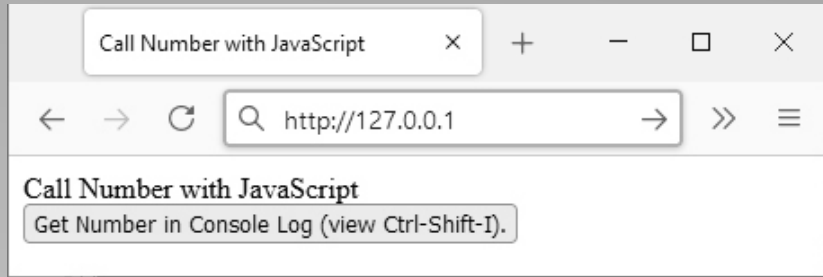 Call Number with JavaScript
http://127.0.0.1
Call Number with JavaScript
Get Number in Console Log (view Ctrl-Shift-I).